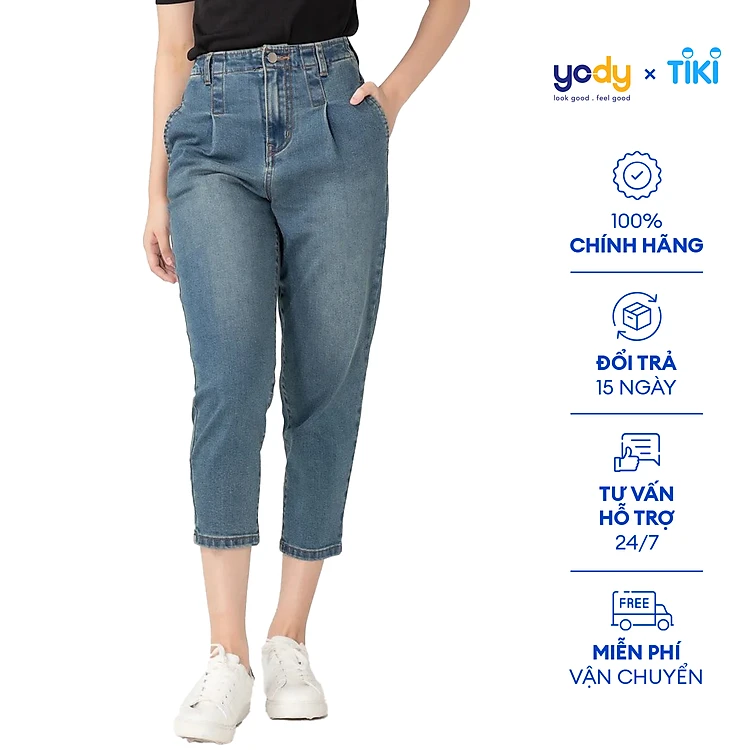 yody × TIKI
look good . feel good
100%
CHÍNH HÃNG
ĐỔI TRẢ
15 NGÀY
TƯ VẤN
HỖ TRỢ
24/7
FREE
MIỄN PHÍ
VẬN CHUYỂN